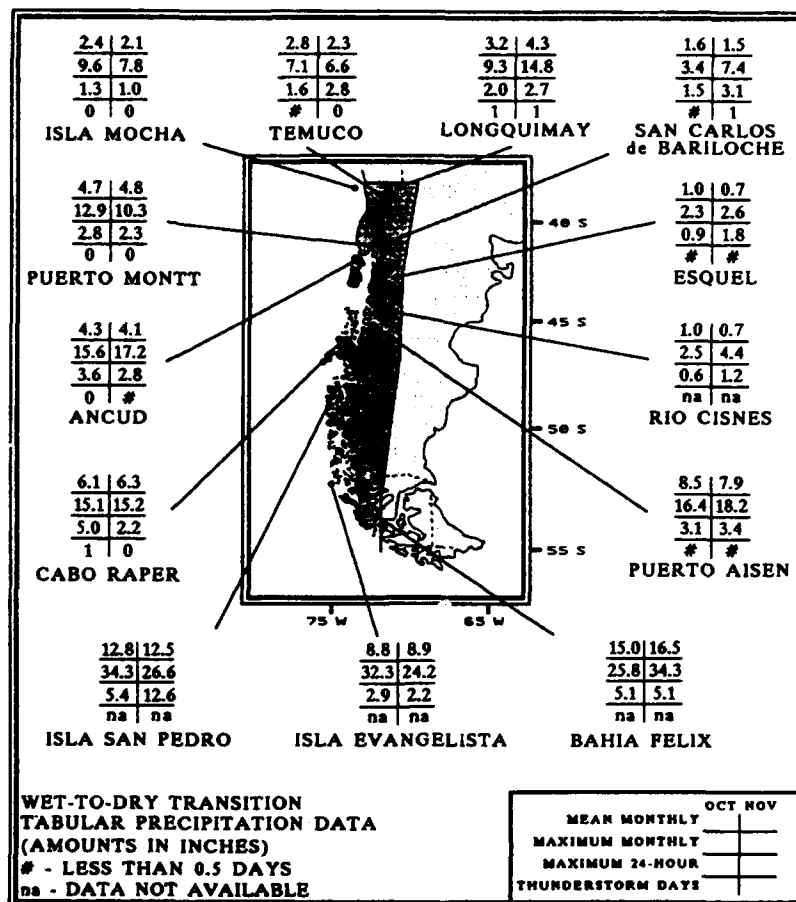 2.4 2.1
9.6 7.8
1.3 1.0
0 0
ISLA MOCHA
2.8 2.3
7.1 6.6
1.6 2.8
# 0
TEMUCO
3.2 4.3
9.3 14.8
2.0 2.7
1 1
LONGQUIMAY
1.6 1.5
3.4 7.4
1.5 3.1
# 1
SAN CARLOS
de BARILOCHE
4.7 4.8
12.9 10.3
2.8 2.3
0 0
PUERTO MONTT
1.0 0.7
2.3 2.6
0.9 1.8
# #
ESQUEL
4.3 4.1
15.6 17.2
3.6 2.8
0 #
ANCUD
1.0 0.7
2.5 4.4
0.6 1.2
na na
RIO CISNES
6.1 6.3
15.1 15.2
5.0 2.2
1 0
CABO RAPER
8.5 7.9
16.4 18.2
3.1 3.4
# #
PUERTO AISEN
40 S
45 S
50 S
55 S
75 W 65 W
12.8 12.5
34.3 26.6
5.4 12.6
na na
ISLA SAN PEDRO
8.8 8.9
32.3 24.2
2.9 2.2
na na
ISLA EVANGELISTA
15.0 16.5
25.8 34.3
5.1 5.1
na na
BAHIA FELIX
WET-TO-DRY TRANSITION
TABULAR PRECIPITATION DATA
(AMOUNTS IN INCHES)
# - LESS THAN 0.5 DAYS
na - DATA NOT AVAILABLE
OCT NOV
MEAN MONTHLY
MAXIMUM MONTHLY
MAXIMUM 24-HOUR
THUNDERSTORM DAYS